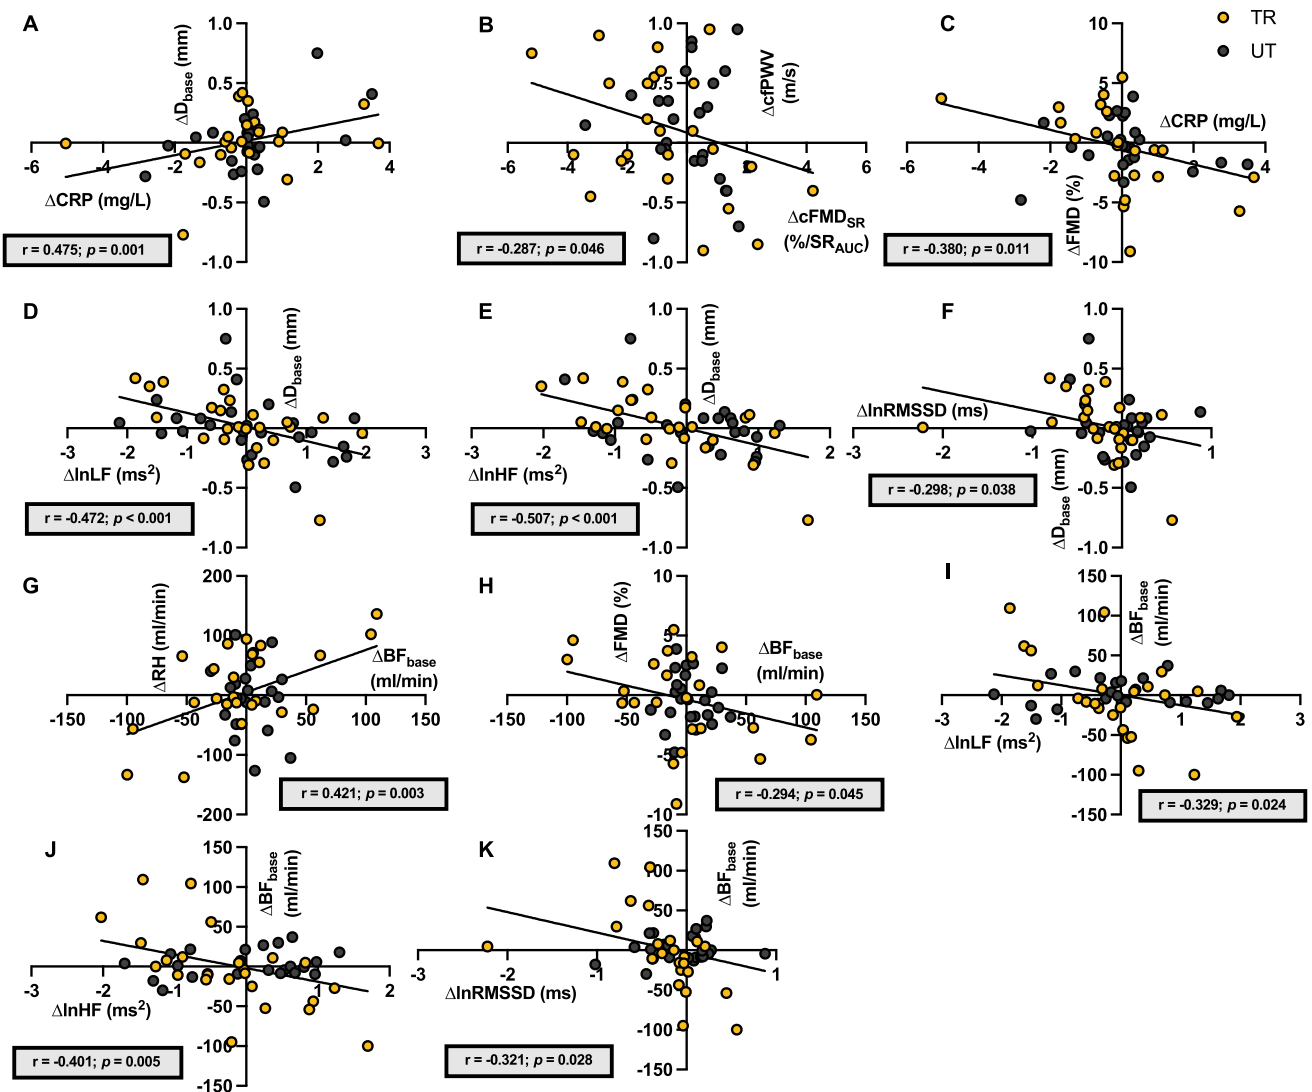 A
ΔD_base (mm)
1.0
0.5
-0.5
-1.0
-6 -4 -2 2 4
ΔCRP (mg/L)
r = 0.475; p = 0.001
B
ΔcfPWV
(m/s)
1.0
0.5
-0.5
-1.0
-6 -4 -2 2 4 6
ΔcFMD_SR
(%/SR_AUC)
r = -0.287; p = 0.046
C
TR
UT
10
5
-5
-10
-6 -4 -2 2 4
ΔCRP (mg/L)
ΔFMD (%)
r = -0.380; p = 0.011
D
1.0
0.5
-0.5
-1.0
ΔD_base (mm)
-3 -2 -1 1 2 3
ΔlnLF (ms²)
r = -0.472; p < 0.001
E
1.0
0.5
-0.5
-1.0
ΔD_base (mm)
-3 -2 -1 1 2
ΔlnHF (ms²)
r = -0.507; p < 0.001
F
1.0
0.5
-0.5
-1.0
ΔlnRMSSD (ms)
-3 -2 -1 1
ΔD_base (mm)
r = -0.298; p = 0.038
G
200
100
-100
-200
ΔRH (ml/min)
ΔBF_base
(ml/min)
-150 -100 -50 50 100 150
r = 0.421; p = 0.003
H
10
5
-5
-10
ΔFMD (%)
ΔBF_base
(ml/min)
-150 -100 -50 50 100 150
r = -0.294; p = 0.045
I
150
100
50
-50
-100
-150
ΔBF_base
(ml/min)
-3 -2 -1 1 2 3
ΔlnLF (ms²)
r = -0.329; p = 0.024
J
150
100
50
-50
-100
-150
ΔBF_base
(ml/min)
-3 -2 -1 1 2
ΔlnHF (ms²)
r = -0.401; p = 0.005
K
150
100
50
-50
-100
-150
ΔBF_base
(ml/min)
-3 -2 -1 1
ΔlnRMSSD (ms)
r = -0.321; p = 0.028